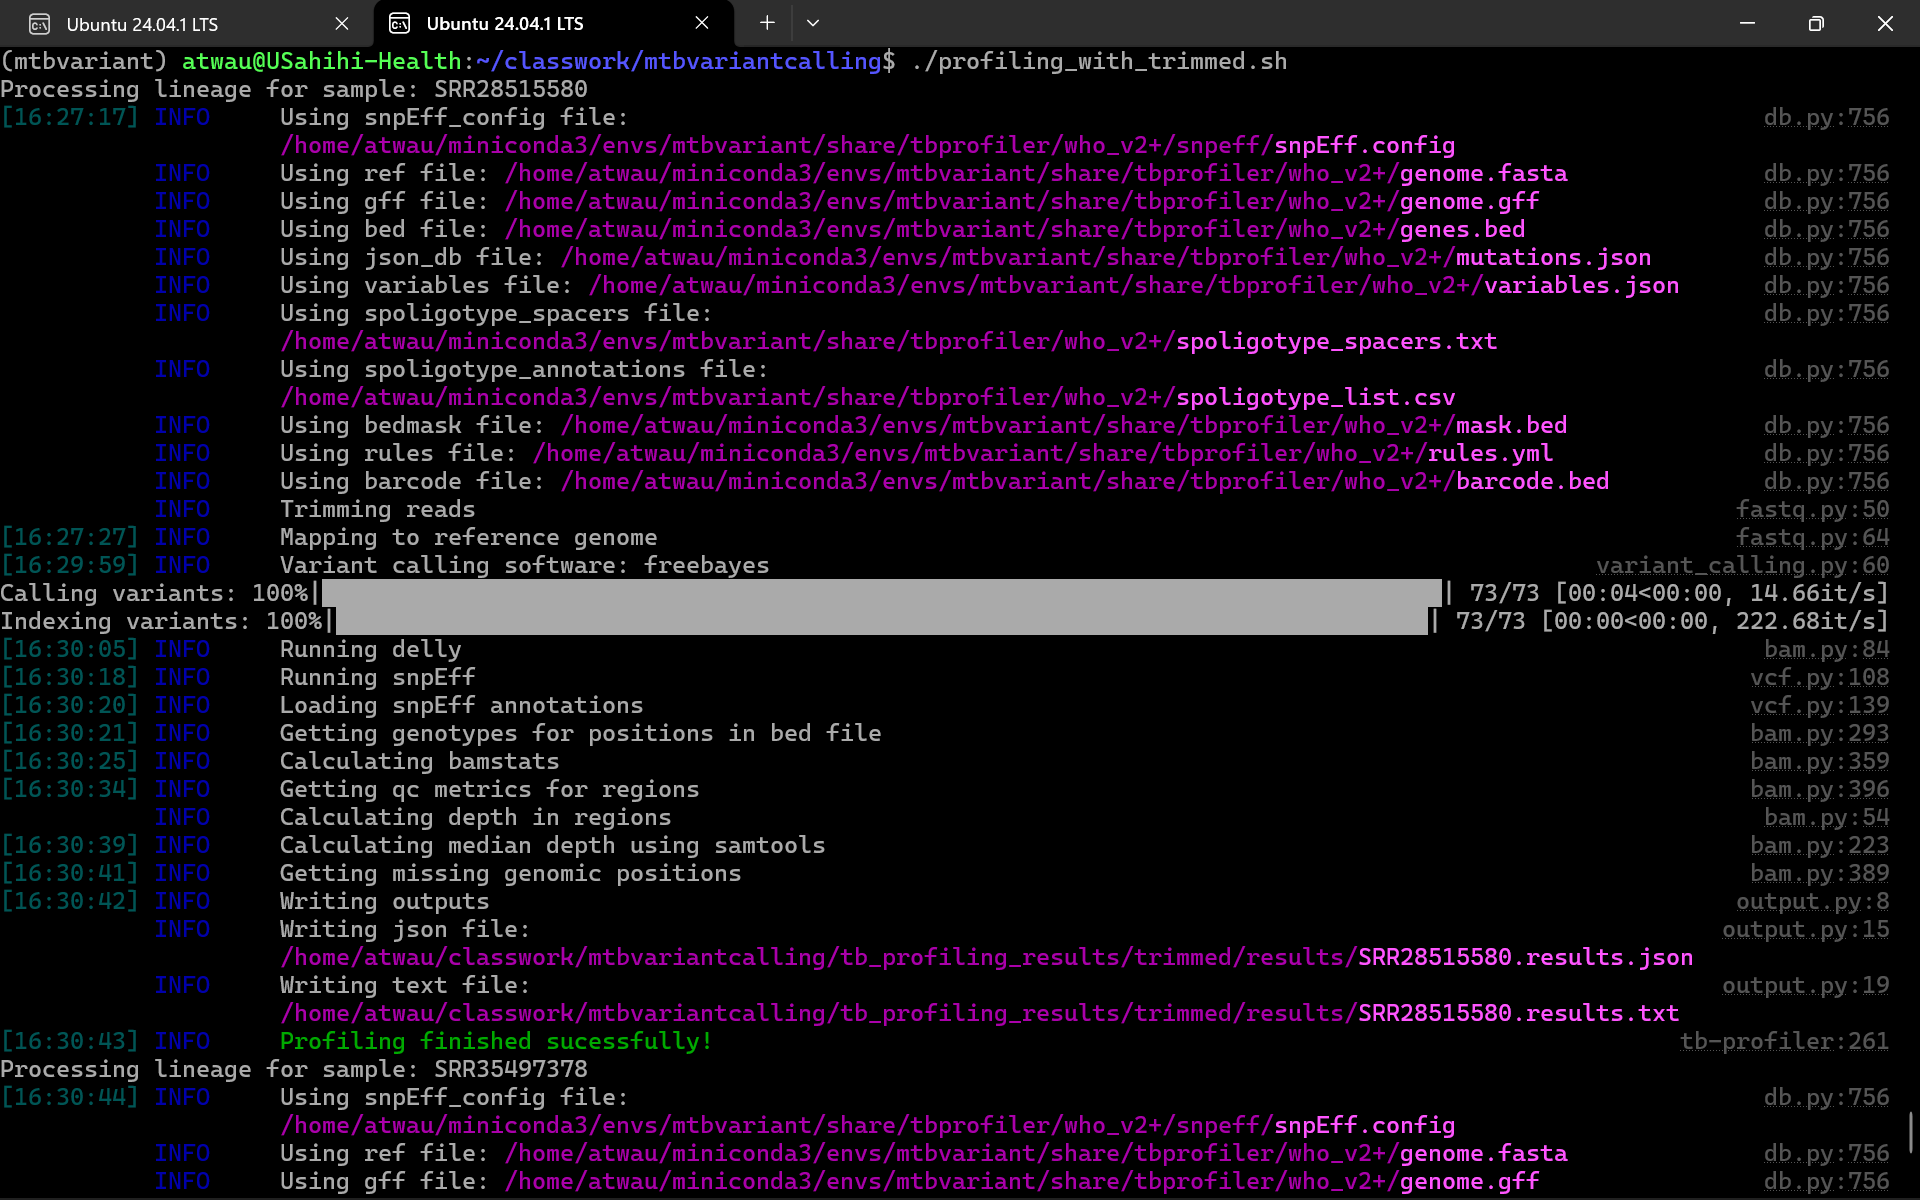 Ubuntu 24.04.1 LTS
Ubuntu 24.04.1 LTS
(mtbvariant) atwau@USahihi-Health:~/classwork/mtbvariantcalling$ ./profiling_with_trimmed.sh
Processing lineage for sample: SRR28515580
[16:27:17] INFO Using snpEff_config file: db.py:756
/home/atwau/miniconda3/envs/mtbvariant/share/tbprofiler/who_v2+/snpeff/snpEff.config
INFO Using ref file: /home/atwau/miniconda3/envs/mtbvariant/share/tbprofiler/who_v2+/genome.fasta db.py:756
INFO Using gff file: /home/atwau/miniconda3/envs/mtbvariant/share/tbprofiler/who_v2+/genome.gff db.py:756
INFO Using bed file: /home/atwau/miniconda3/envs/mtbvariant/share/tbprofiler/who_v2+/genes.bed db.py:756
INFO Using json_db file: /home/atwau/miniconda3/envs/mtbvariant/share/tbprofiler/who_v2+/mutations.json db.py:756
INFO Using variables file: /home/atwau/miniconda3/envs/mtbvariant/share/tbprofiler/who_v2+/variables.json db.py:756
INFO Using spoligotype_spacers file: db.py:756
/home/atwau/miniconda3/envs/mtbvariant/share/tbprofiler/who_v2+/spoligotype_spacers.txt
INFO Using spoligotype_annotations file: db.py:756
/home/atwau/miniconda3/envs/mtbvariant/share/tbprofiler/who_v2+/spoligotype_list.csv
INFO Using bedmask file: /home/atwau/miniconda3/envs/mtbvariant/share/tbprofiler/who_v2+/mask.bed db.py:756
INFO Using rules file: /home/atwau/miniconda3/envs/mtbvariant/share/tbprofiler/who_v2+/rules.yml db.py:756
INFO Using barcode file: /home/atwau/miniconda3/envs/mtbvariant/share/tbprofiler/who_v2+/barcode.bed db.py:756
INFO Trimming reads fastq.py:50
[16:27:27] INFO Mapping to reference genome fastq.py:64
[16:29:59] INFO Variant calling software: freebayes variant_calling.py:60
Calling variants: 100%| | 73/73 [00:04<00:00, 14.66it/s]
Indexing variants: 100%| | 73/73 [00:00<00:00, 222.68it/s]
[16:30:05] INFO Running delly bam.py:84
[16:30:18] INFO Running snpEff vcf.py:108
[16:30:20] INFO Loading snpEff annotations vcf.py:139
[16:30:21] INFO Getting genotypes for positions in bed file bam.py:293
[16:30:25] INFO Calculating bamstats bam.py:359
[16:30:34] INFO Getting qc metrics for regions bam.py:396
INFO Calculating depth in regions bam.py:54
[16:30:39] INFO Calculating median depth using samtools bam.py:223
[16:30:41] INFO Getting missing genomic positions bam.py:389
[16:30:42] INFO Writing outputs output.py:8
INFO Writing json file: output.py:15
/home/atwau/classwork/mtbvariantcalling/tb_profiling_results/trimmed/results/SRR28515580.results.json
INFO Writing text file: output.py:19
/home/atwau/classwork/mtbvariantcalling/tb_profiling_results/trimmed/results/SRR28515580.results.txt
[16:30:43] INFO Profiling finished sucessfully! tb-profiler:261
Processing lineage for sample: SRR35497378
[16:30:44] INFO Using snpEff_config file: db.py:756
/home/atwau/miniconda3/envs/mtbvariant/share/tbprofiler/who_v2+/snpeff/snpEff.config
INFO Using ref file: /home/atwau/miniconda3/envs/mtbvariant/share/tbprofiler/who_v2+/genome.fasta db.py:756
INFO Using gff file: /home/atwau/miniconda3/envs/mtbvariant/share/tbprofiler/who_v2+/genome.gff db.py:756